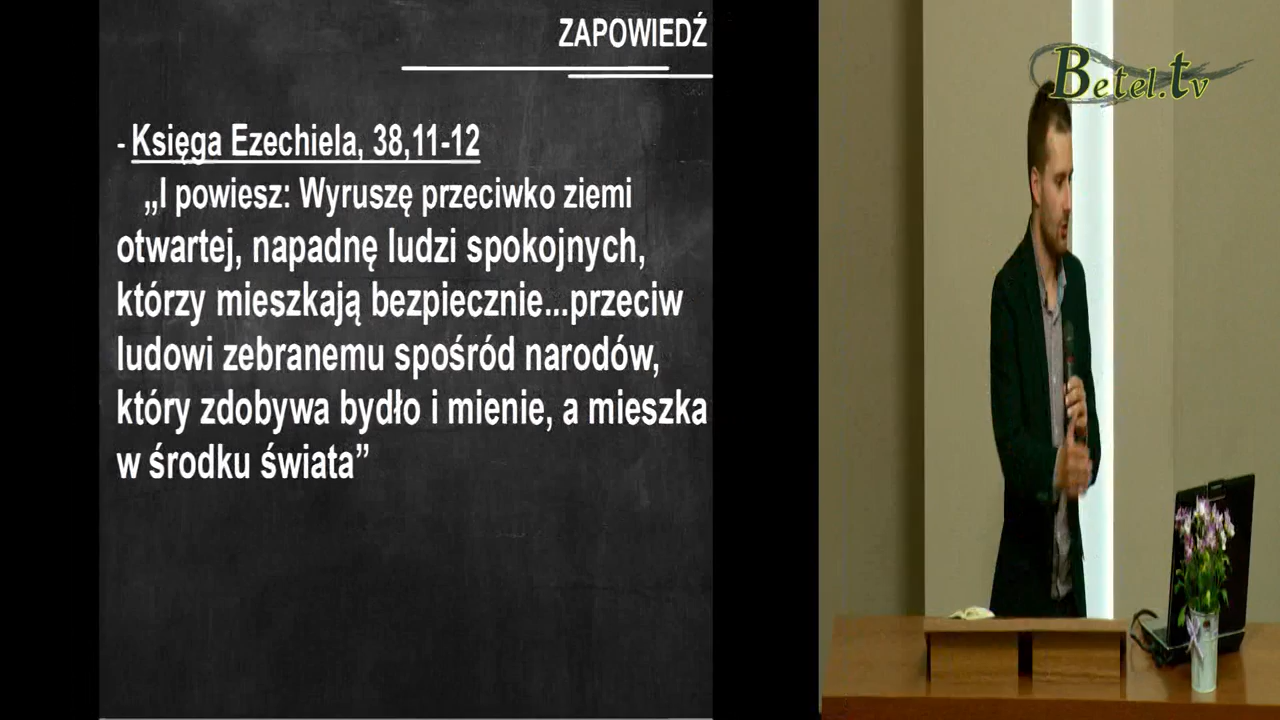 ZAPOWIEDŹ
- Księga Ezechiela, 38,11-12
„I powiesz: Wyruszę przeciwko ziemi
otwartej, napadnę ludzi spokojnych,
którzy mieszkają bezpiecznie...przeciw
ludowi zebranemu spośród narodów,
który zdobywa bydło i mienie, a mieszka
w środku świata”
Betel.tv